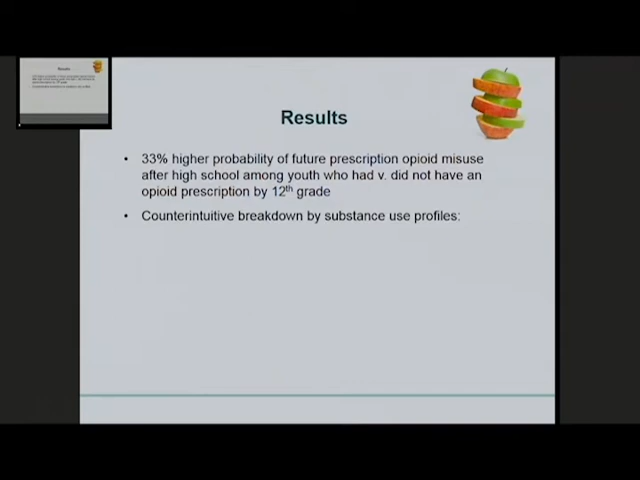 Results
• 33% higher probability of future prescription opioid misuse
after high school among youth who had v. did not have an
opioid prescription by 12th grade
• Counterintuitive breakdown by substance use profiles: